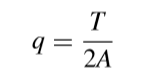 q = T/2A